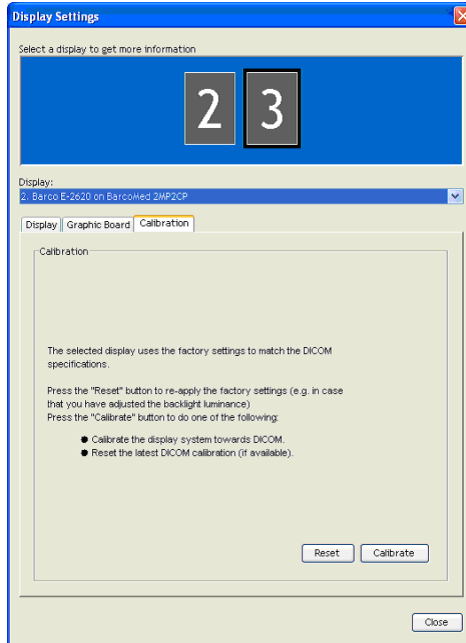 Display Settings
Select a display to get more information
2 3
Display:
2. Barco E-2620 on BarcoMed 2MP2CP
Display Graphic Board Calibration
Calibration
The selected display uses the factory settings to match the DICOM
specifications.
Press the "Reset" button to re-apply the factory settings (e.g. in case
that you have adjusted the backlight luminance)
Press the "Calibrate" button to do one of the following:
● Calibrate the display system towards DICOM.
● Reset the latest DICOM calibration (if available).
Reset Calibrate
Close